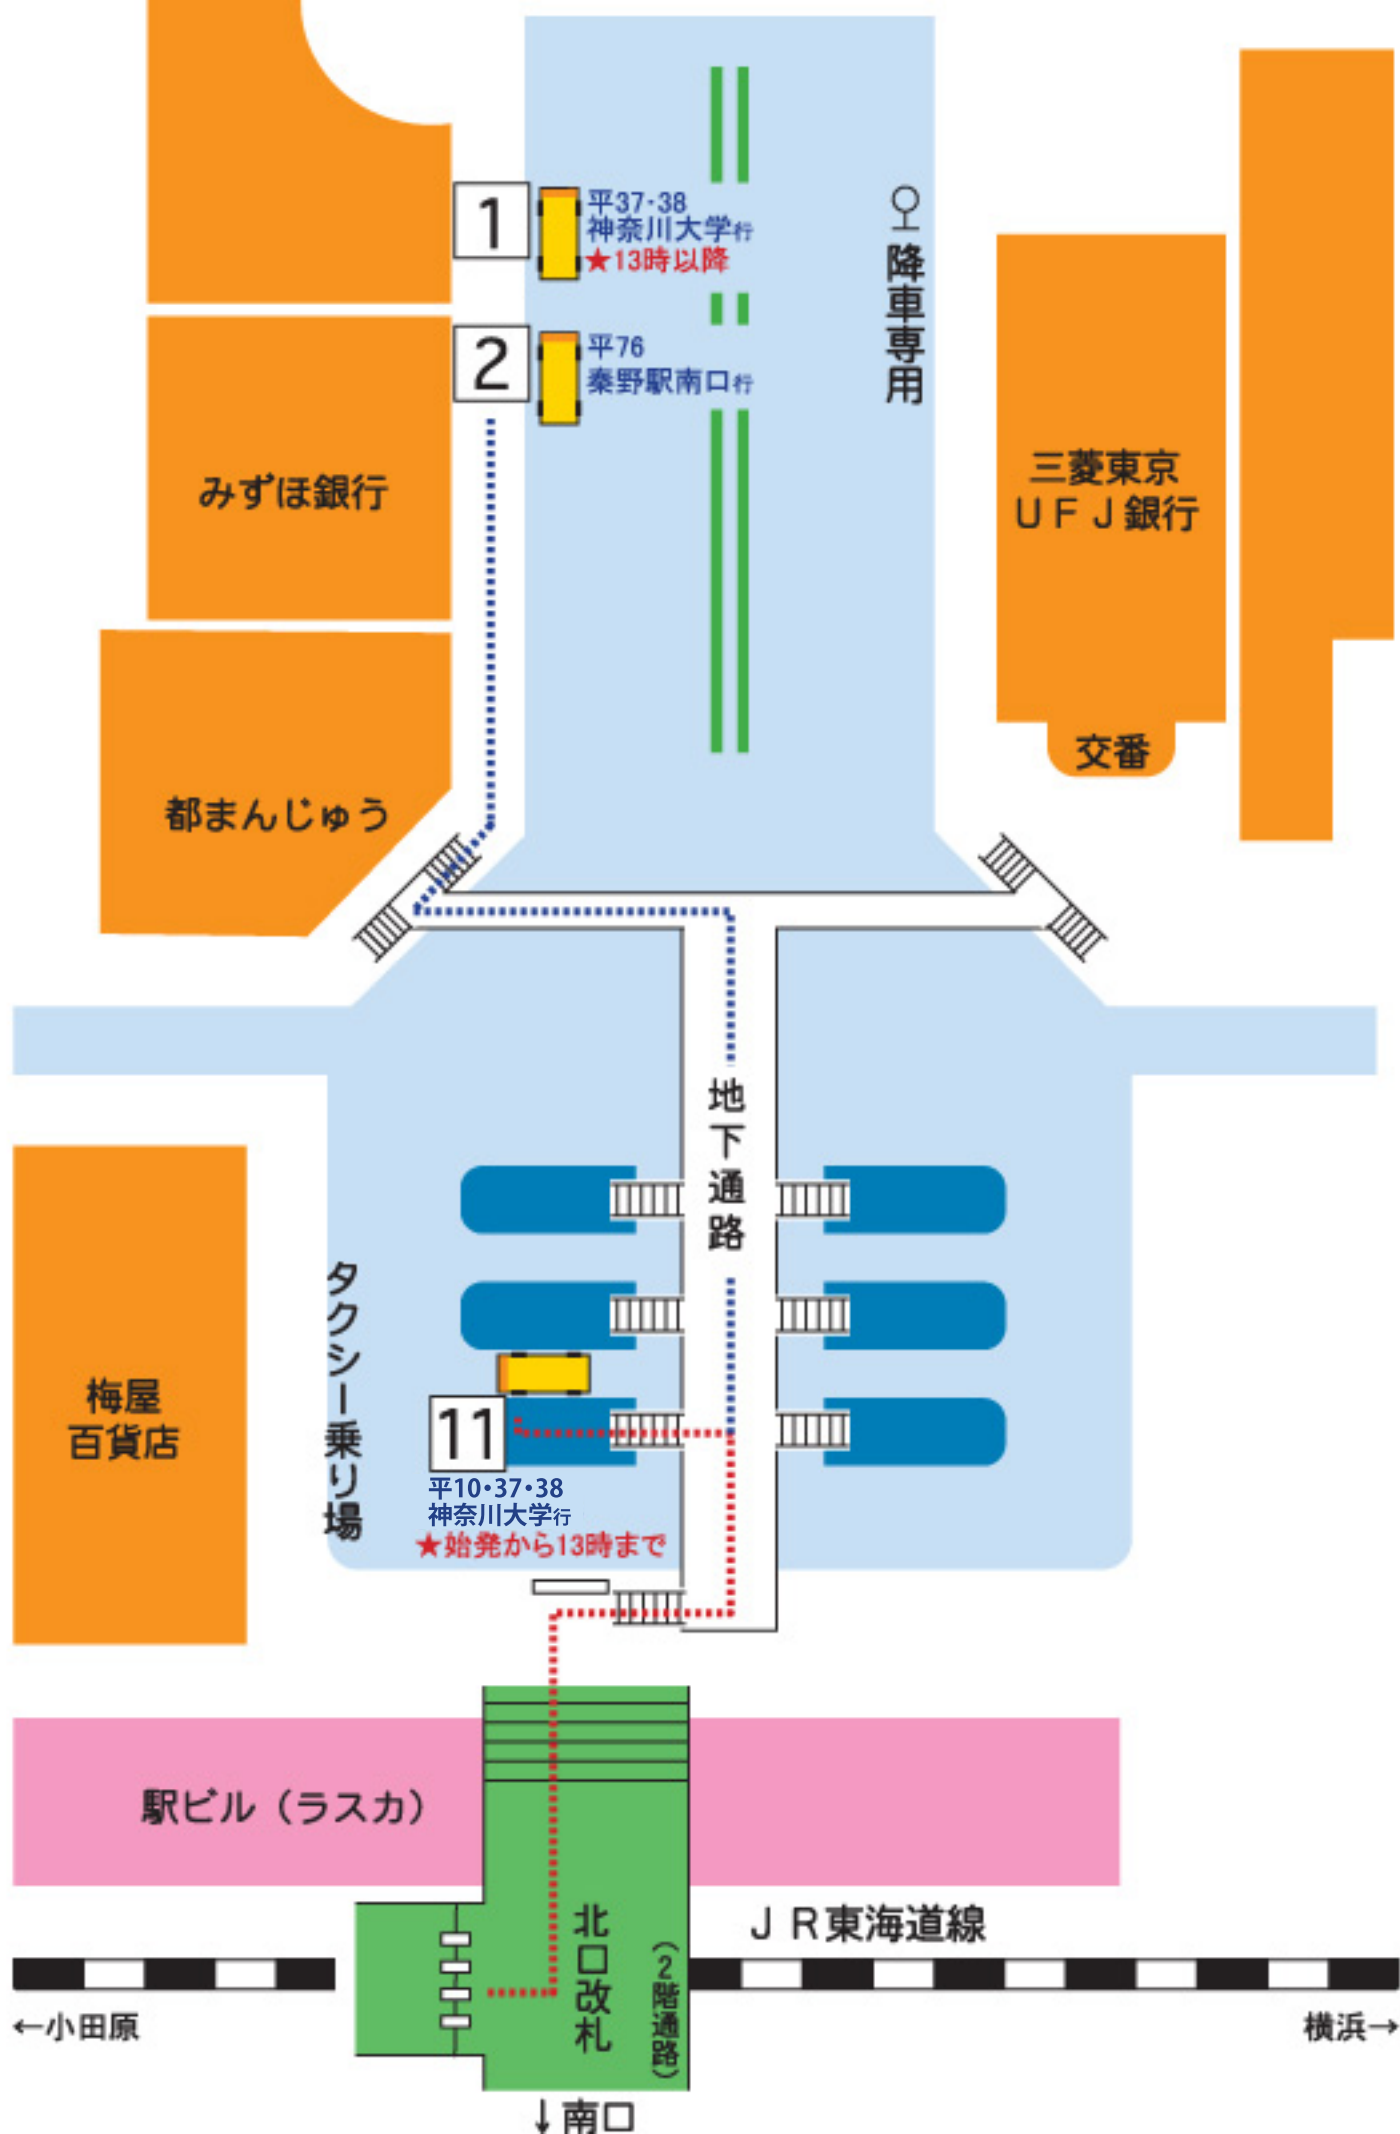 1
平37・38
神奈川大学行
★13時以降
降車専用
2
平76
秦野駅南口行
みずほ銀行
三菱東京
UFJ銀行
交番
都まんじゅう
地下通路
タクシー乗り場
梅屋
百貨店
11
平10・37・38
神奈川大学行
★始発から13時まで
駅ビル（ラスカ）
北口改札
（2階通路）
JR東海道線
←小田原
横浜→
↓南口